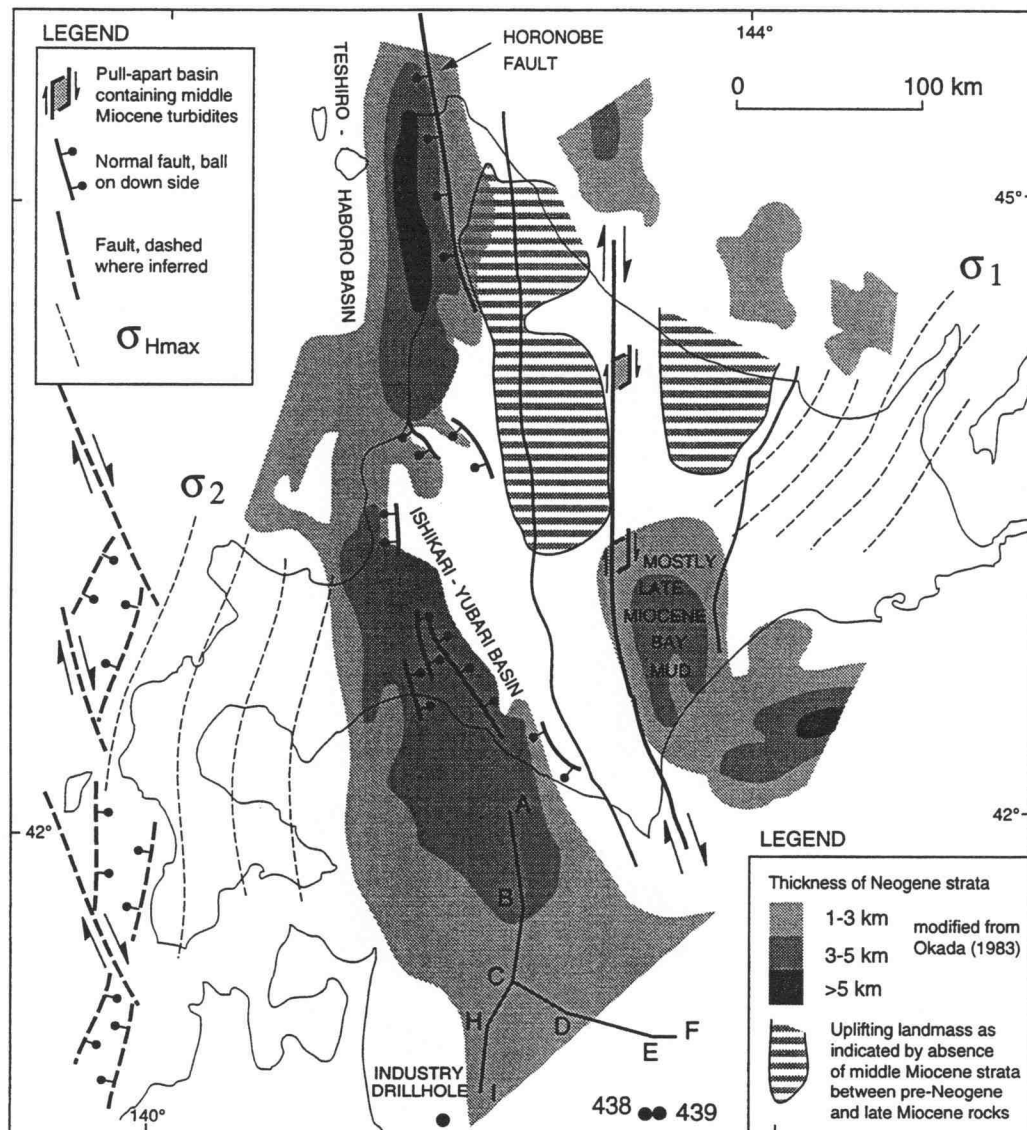 LEGEND
Pull-apart basin
containing middle
Miocene turbidites
Normal fault, ball
on down side
Fault, dashed
where inferred
σHmax
TESHIRO -
HABORO BASIN
HORONOBE
FAULT
144°
0 100 km
45°
σ1
σ2
ISHIKARI - YUBARI BASIN
MOSTLY
LATE
MIOCENE
BAY
MUD
42°
42°
A
B
C
H
D
E
F
I
INDUSTRY
DRILLHOLE
438
439
140°
LEGEND
Thickness of Neogene strata
1-3 km
3-5 km
>5 km
modified from
Okada (1983)
Uplifting landmass as
indicated by absence
of middle Miocene strata
between pre-Neogene
and late Miocene rocks